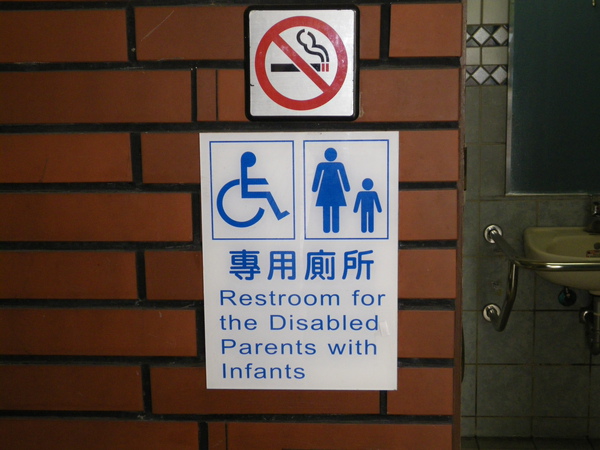 專用廁所
Restroom for
the Disabled
Parents with
Infants